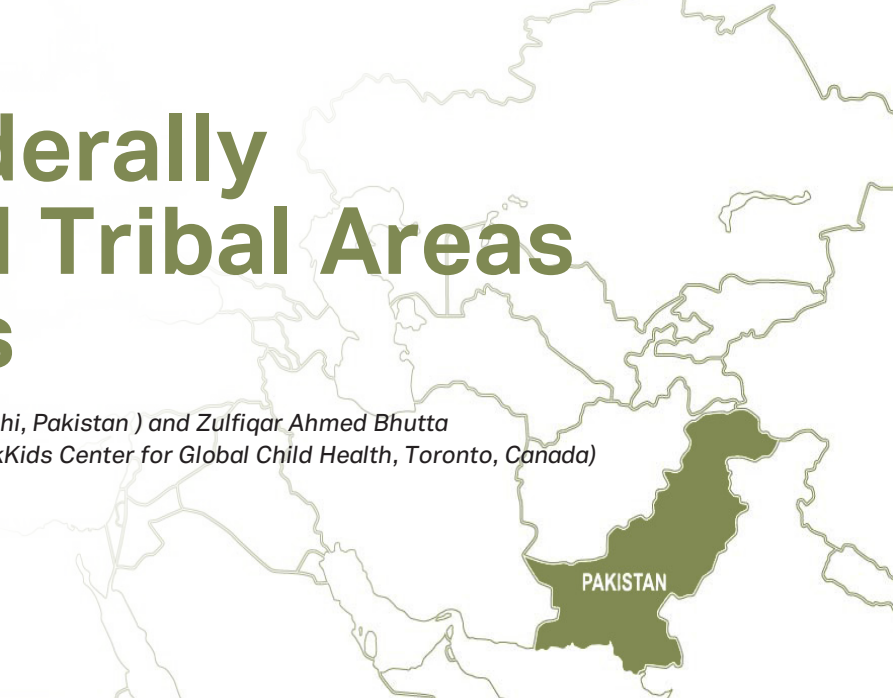 derally
l Tribal Areas
s
hi, Pakistan ) and Zulfiqar Ahmed Bhutta
kKids Center for Global Child Health, Toronto, Canada)
PAKISTAN